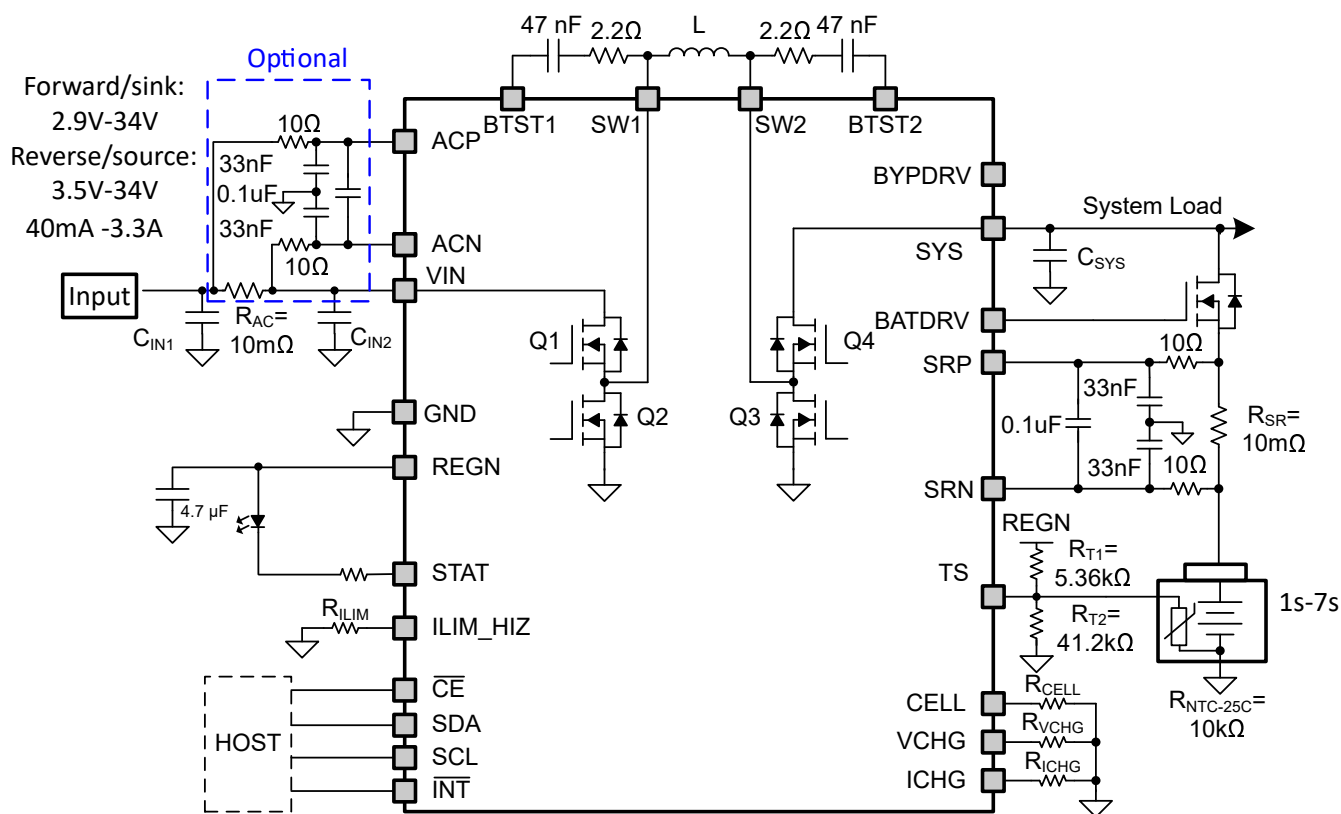 47 nF
2.2Ω
L
2.2Ω
47 nF
Optional
Forward/sink:
2.9V-34V
Reverse/source:
3.5V-34V
40mA -3.3A
BTST1
SW1
SW2
BTST2
10Ω
33nF
0.1uF
33nF
10Ω
ACP
ACN
VIN
Input
CIN1
RAC=
10mΩ
CIN2
GND
REGN
4.7 µF
STAT
RILIM
ILIM_HIZ
HOST
CE
SDA
SCL
INT
Q1
Q2
Q4
Q3
BYPDRV
SYS
System Load
CSYS
BATDRV
SRP
10Ω
33nF
0.1uF
33nF
10Ω
RSR=
10mΩ
SRN
REGN
TS
RT1=
5.36kΩ
RT2=
41.2kΩ
1s-7s
RNTC-25C=
10kΩ
CELL
RCELL
VCHG
RVCHG
ICHG
RICHG